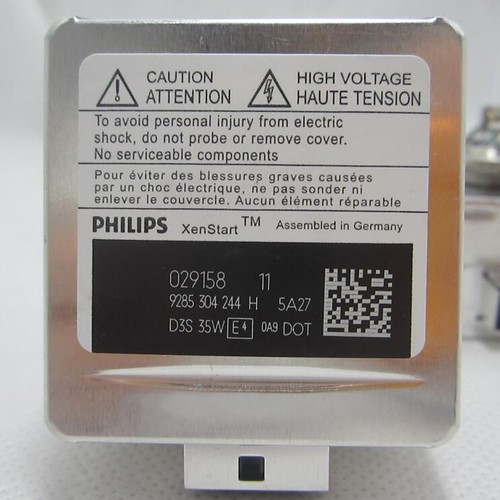 CAUTION
ATTENTION
HIGH VOLTAGE
HAUTE TENSION
To avoid personal injury from electric
shock, do not probe or remove cover.
No serviceable components
Pour éviter des blessures graves causées
par un choc électrique, ne pas sonder ni
enlever le couvercle. Aucun élément réparable
PHILIPS XenStart™ Assembled in Germany
029158 11
9285 304 244 H 5A27
D3S 35W E4 0A9 DOT